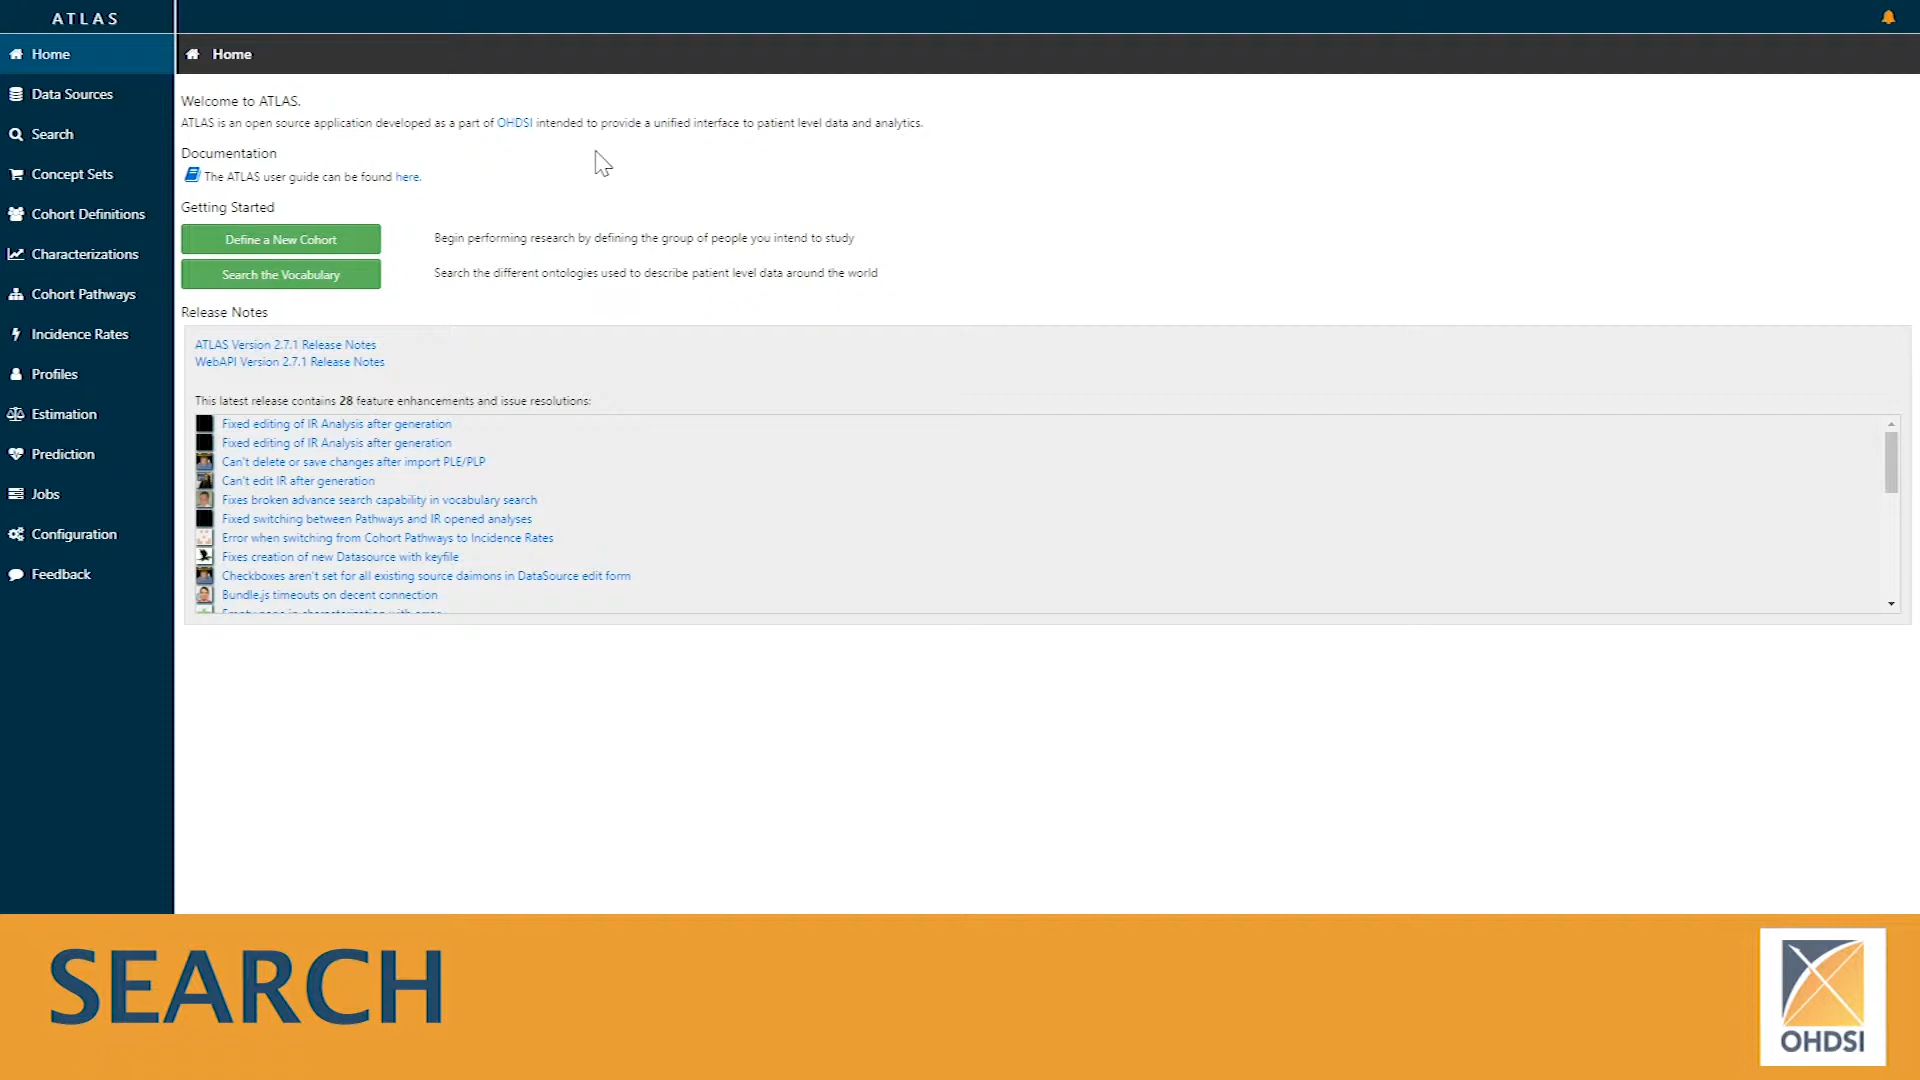 ATLAS
Home
Data Sources
Search
Concept Sets
Cohort Definitions
Characterizations
Cohort Pathways
Incidence Rates
Profiles
Estimation
Prediction
Jobs
Configuration
Feedback
Home
Welcome to ATLAS.
ATLAS is an open source application developed as a part of OHDSI intended to provide a unified interface to patient level data and analytics.
Documentation
The ATLAS user guide can be found here.
Getting Started
Define a New Cohort
Begin performing research by defining the group of people you intend to study
Search the Vocabulary
Search the different ontologies used to describe patient level data around the world
Release Notes
ATLAS Version 2.7.1 Release Notes
WebAPI Version 2.7.1 Release Notes
This latest release contains 28 feature enhancements and issue resolutions:
Fixed editing of IR Analysis after generation
Fixed editing of IR Analysis after generation
Can't delete or save changes after import PLE/PLP
Can't edit IR after generation
Fixes broken advance search capability in vocabulary search
Fixed switching between Pathways and IR opened analyses
Error when switching from Cohort Pathways to Incidence Rates
Fixes creation of new Datasource with keyfile
Checkboxes aren't set for all existing source daimons in DataSource edit form
Bundle.js timeouts on decent connection
SEARCH
OHDSI